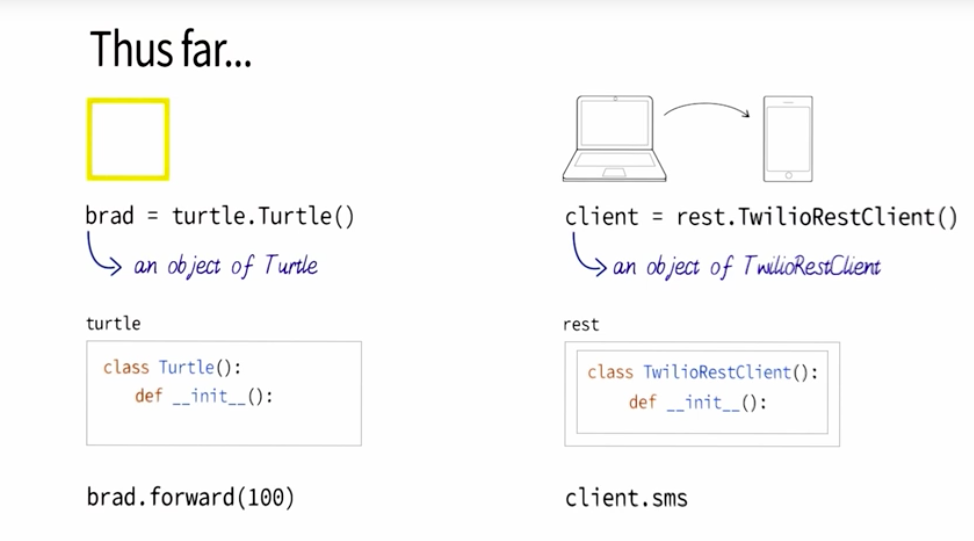 Thus far...
brad = turtle.Turtle()
an object of Turtle
turtle
class Turtle():
def __init__():
brad.forward(100)
client = rest.TwilioRestClient()
an object of TwilioRestClient
rest
class TwilioRestClient():
def __init__():
client.sms